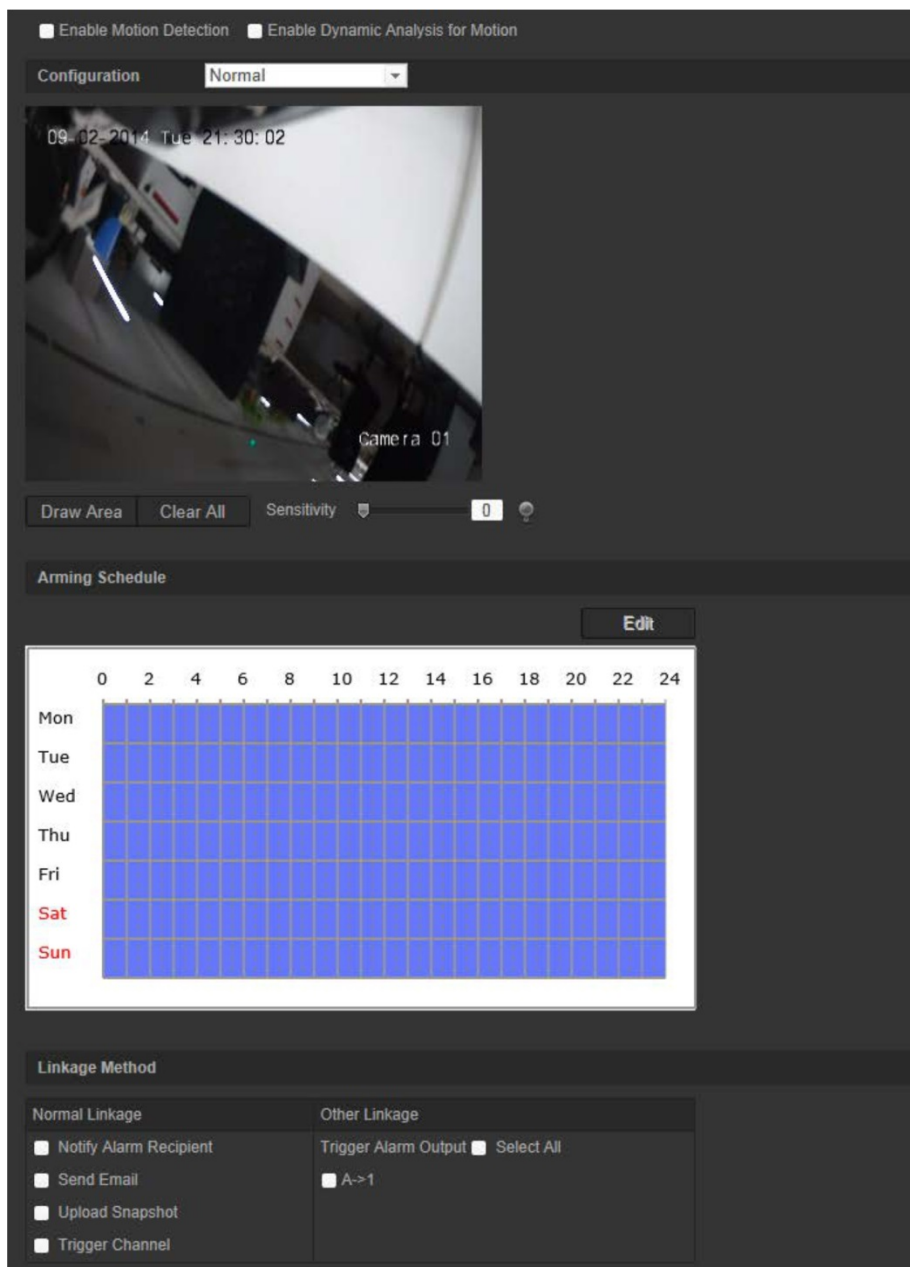 Enable Motion Detection Enable Dynamic Analysis for Motion
Configuration Normal
09-02-2014 Tue 21:30:02
Camera 01
Draw Area Clear All Sensitivity 0
Arming Schedule
Edit
0 2 4 6 8 10 12 14 16 18 20 22 24
Mon
Tue
Wed
Thu
Fri
Sat
Sun
Linkage Method
Normal Linkage Other Linkage
Notify Alarm Recipient Trigger Alarm Output Select All
Send Email A->1
Upload Snapshot
Trigger Channel